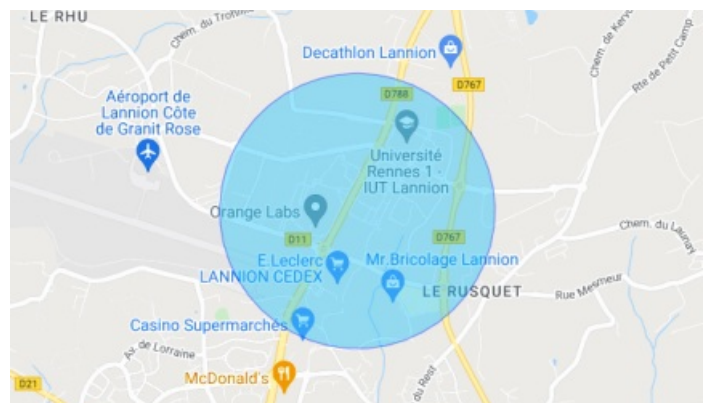 LE RHU
Chem. du Trohm
Decathlon Lannion
Chem. de Kerv
Rte de Petit Camp
D767
D788
Aéroport de
Lannion Côte
de Granit Rose
Université
Rennes 1 -
IUT Lannion
Orange Labs
D11
D767
Chem. du Launay
E.Leclerc
LANNION CEDEX
Mr.Bricolage Lannion
LE RUSQUET
Rue Mesmeur
Casino Supermarchés
Av. de Lorraine
McDonald's
D21
du Rest